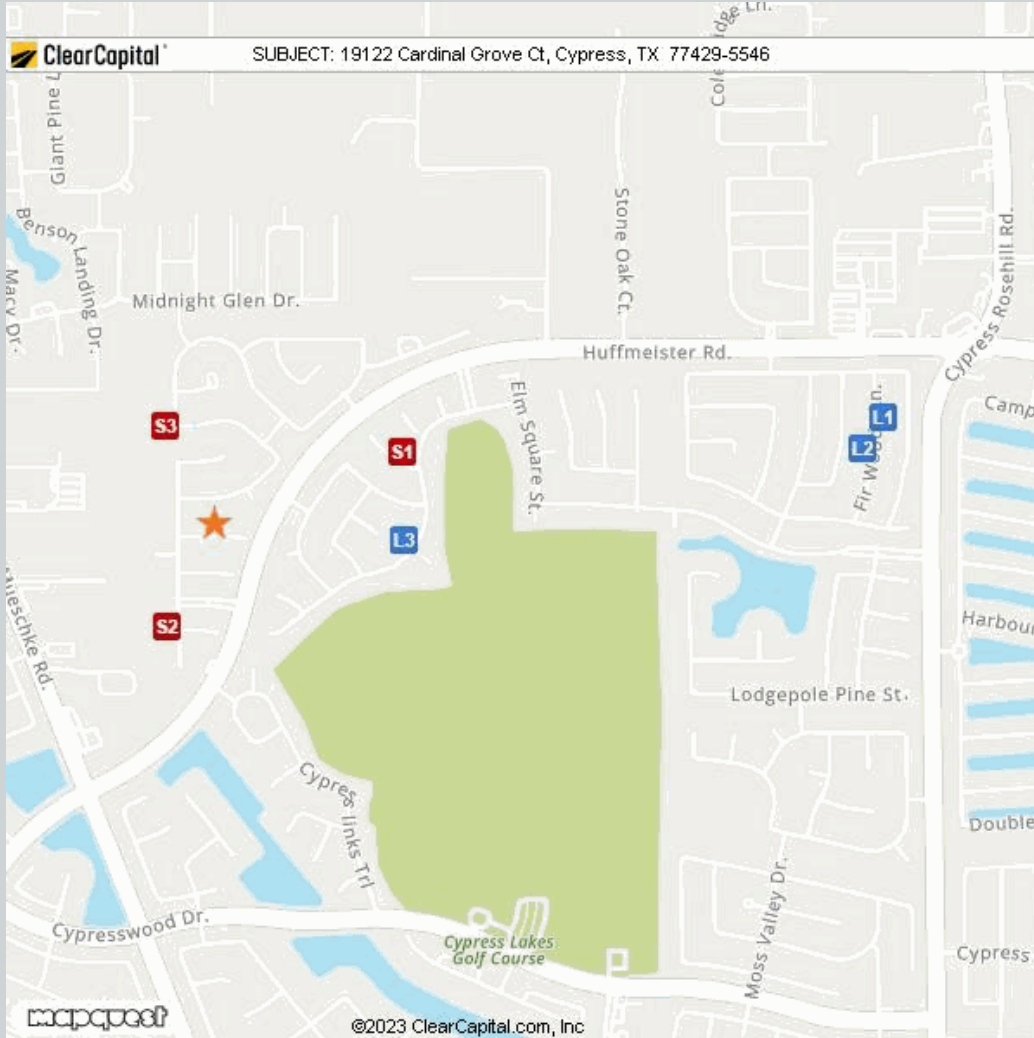 idge Ln.
ClearCapital
SUBJECT: 19122 Cardinal Grove Ct, Cypress, TX 77429-5546
Cole
Giant Pine L
Benson Landing Dr.
Macy Dr.
Midnight Glen Dr.
Stone Oak Ct.
Cypress Rosehill Rd.
Huffmeister Rd.
Elm Square St.
Camp
L1
L2
S3
S1
L3
S2
Harbour
Lodgepole Pine St.
Cypress links Trl
Double
Moss Valley Dr.
Cypresswood Dr.
Cypress Lakes
Golf Course
Cypress
mapquest
©2023 ClearCapital.com, Inc